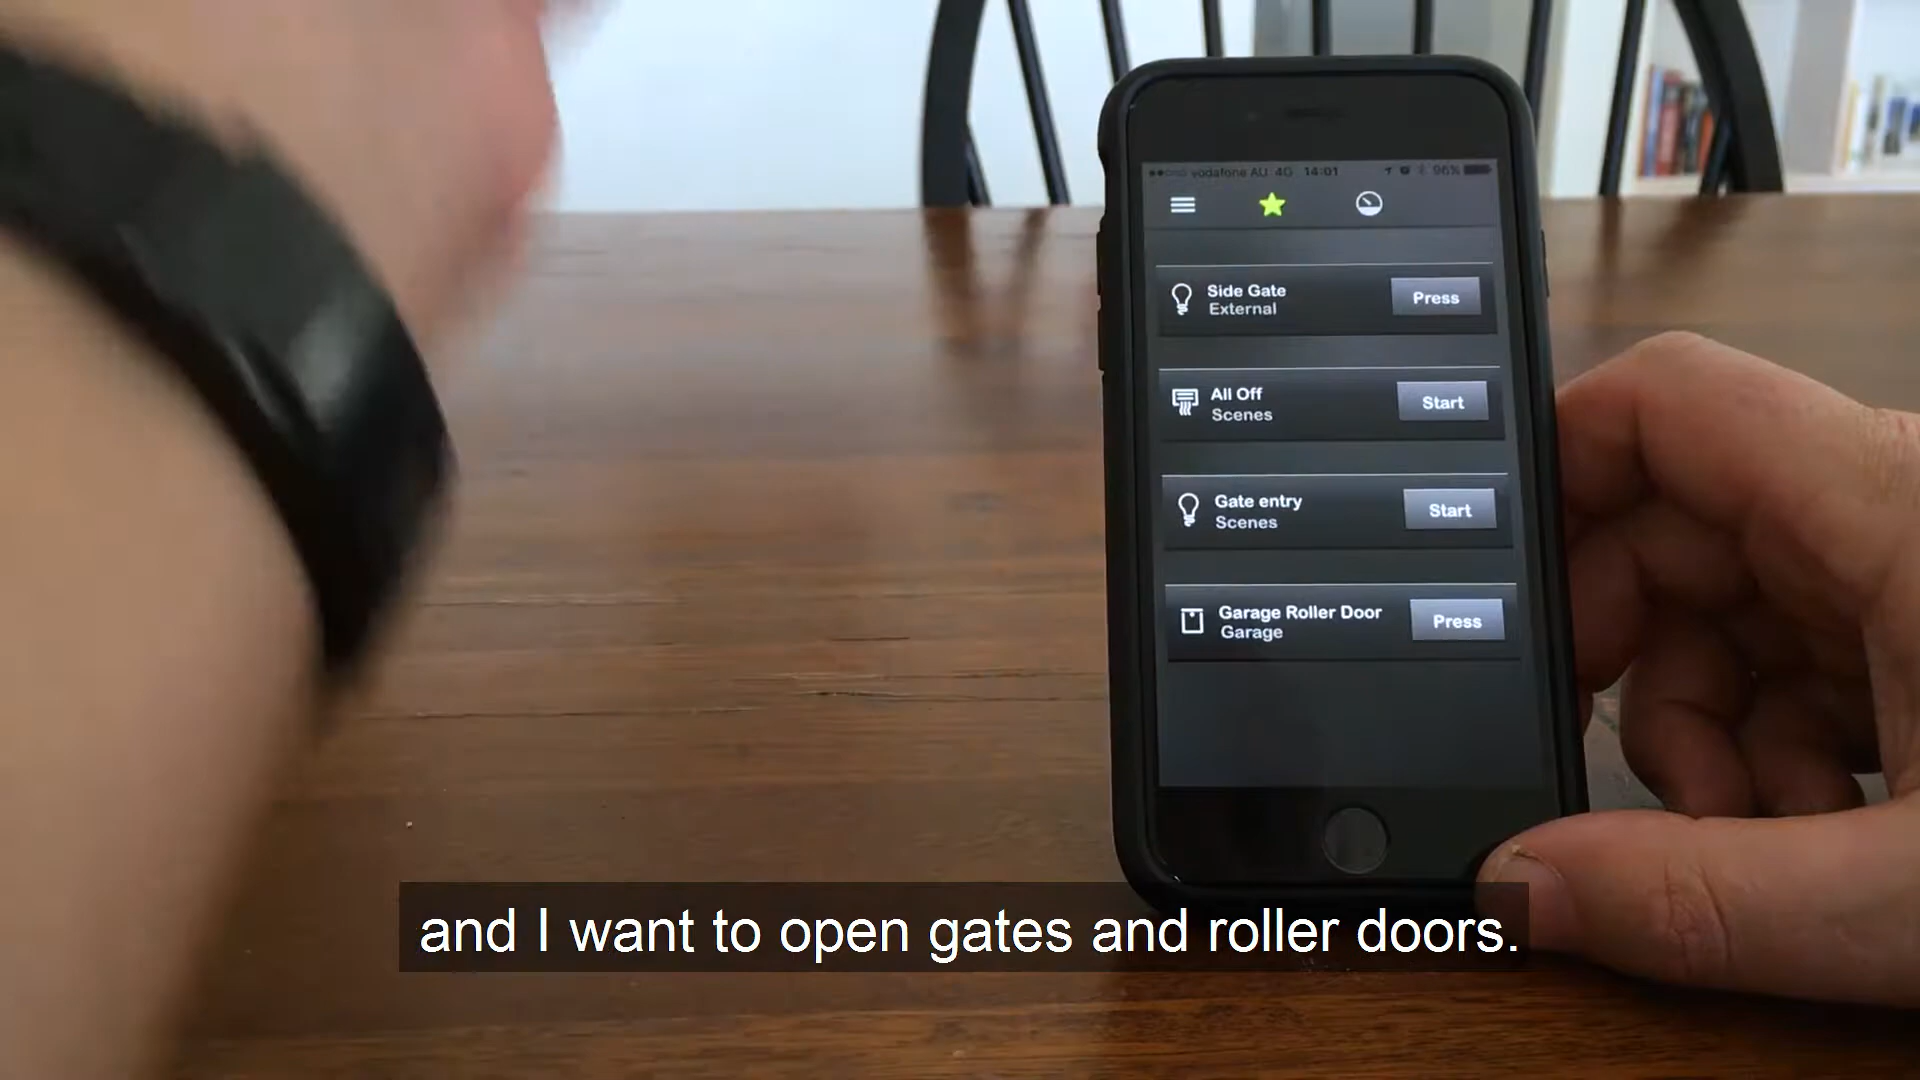 vodafone AU 4G 14:01 96%
Side Gate
External
Press
All Off
Scenes
Start
Gate entry
Scenes
Start
Garage Roller Door
Garage
Press
and I want to open gates and roller doors.